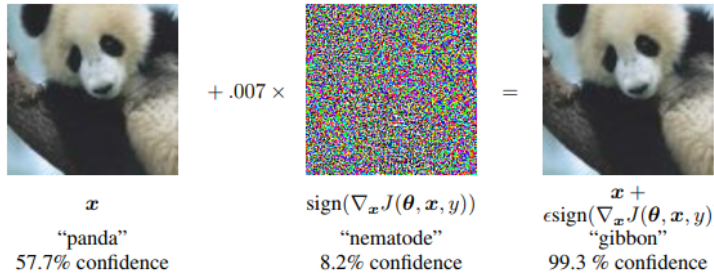 + .007 ×
=
x
sign(∇ₓJ(θ, x, y))
x +
ϵsign(∇ₓJ(θ, x, y)
“panda”
“nematode”
“gibbon”
57.7% confidence
8.2% confidence
99.3 % confidence